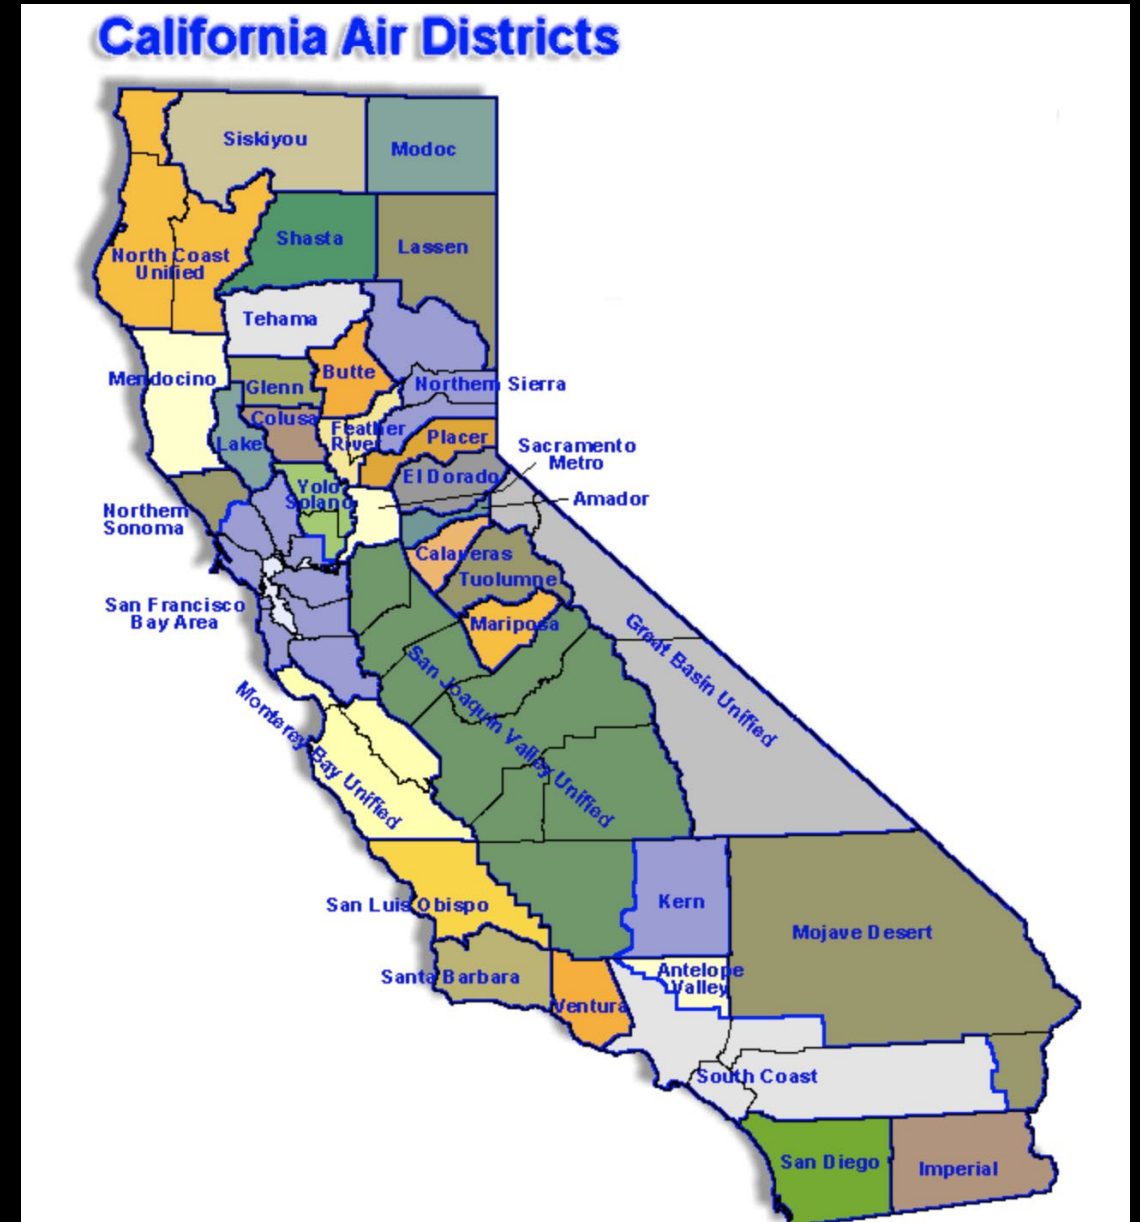 California Air Districts
Siskiyou
Modoc
North Coast
Unified
Shasta
Lassen
Tehama
Mendocino
Glenn
Butte
Northern Sierra
Colusa
Lake
Feather
River
Placer
Sacramento
Metro
El Dorado
Yolo
Solano
Amador
Northern
Sonoma
Calaveras
Tuolumne
San Francisco
Bay Area
Mariposa
Great Basin Unified
San Joaquin Valley Unified
Monterey Bay Unified
San Luis Obispo
Kern
Mojave Desert
Santa Barbara
Antelope
Valley
Ventura
South Coast
San Diego
Imperial